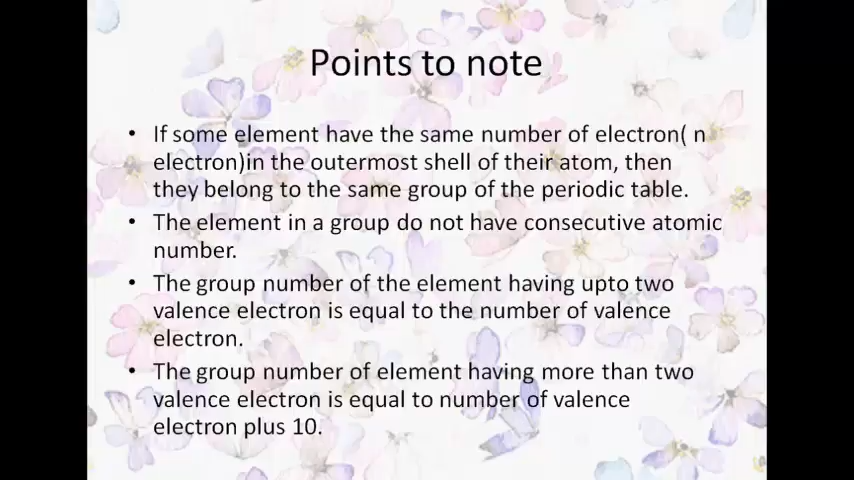 Points to note
• If some element have the same number of electron( n
electron)in the outermost shell of their atom, then
they belong to the same group of the periodic table.
• The element in a group do not have consecutive atomic
number.
• The group number of the element having upto two
valence electron is equal to the number of valence
electron.
• The group number of element having more than two
valence electron is equal to number of valence
electron plus 10.